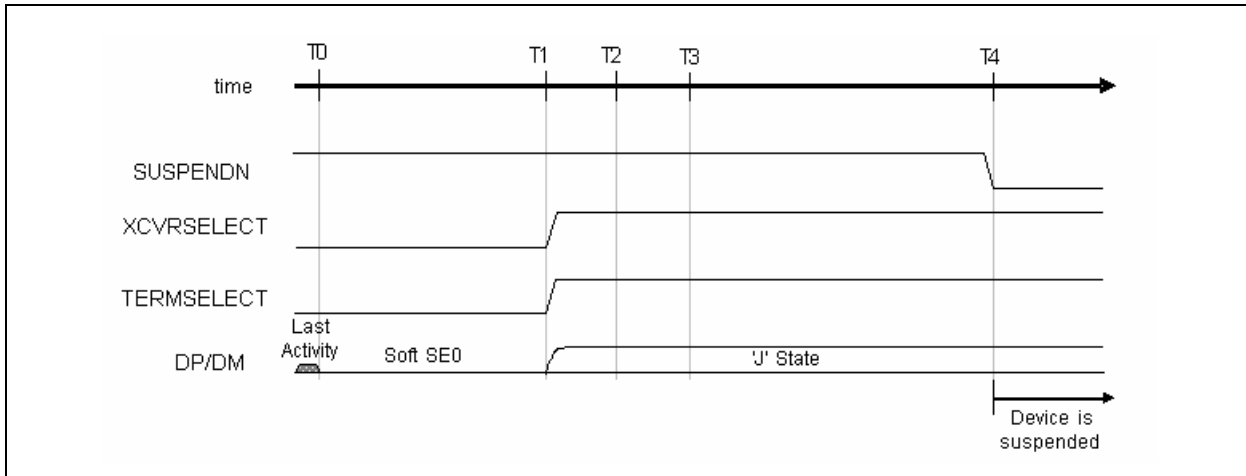 T0 T1 T2 T3 T4
time
SUSPENDN
XCVRSELECT
TERMSELECT
Last
Activity
DP/DM
Soft SE0
'J' State
Device is
suspended